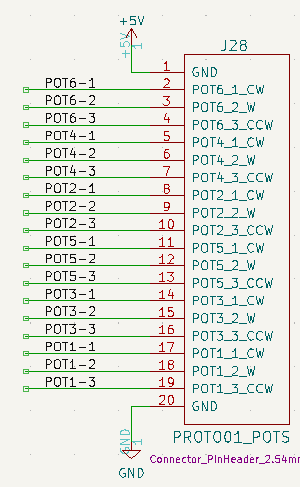 +5V
+5V
1
J28
1 GND
POT6-1 2 POT6_1_CW
POT6-2 3 POT6_2_W
POT6-3 4 POT6_3_CCW
POT4-1 5 POT4_1_CW
POT4-2 6 POT4_2_W
POT4-3 7 POT4_3_CCW
POT2-1 8 POT2_1_CW
POT2-2 9 POT2_2_W
POT2-3 10 POT2_3_CCW
POT5-1 11 POT5_1_CW
POT5-2 12 POT5_2_W
POT5-3 13 POT5_3_CCW
POT3-1 14 POT3_1_CW
POT3-2 15 POT3_2_W
POT3-3 16 POT3_3_CCW
POT1-1 17 POT1_1_CW
POT1-2 18 POT1_2_W
POT1-3 19 POT1_3_CCW
20 GND
GND
1
PROTO01_POTS
Connector_PinHeader_2.54mm
GND